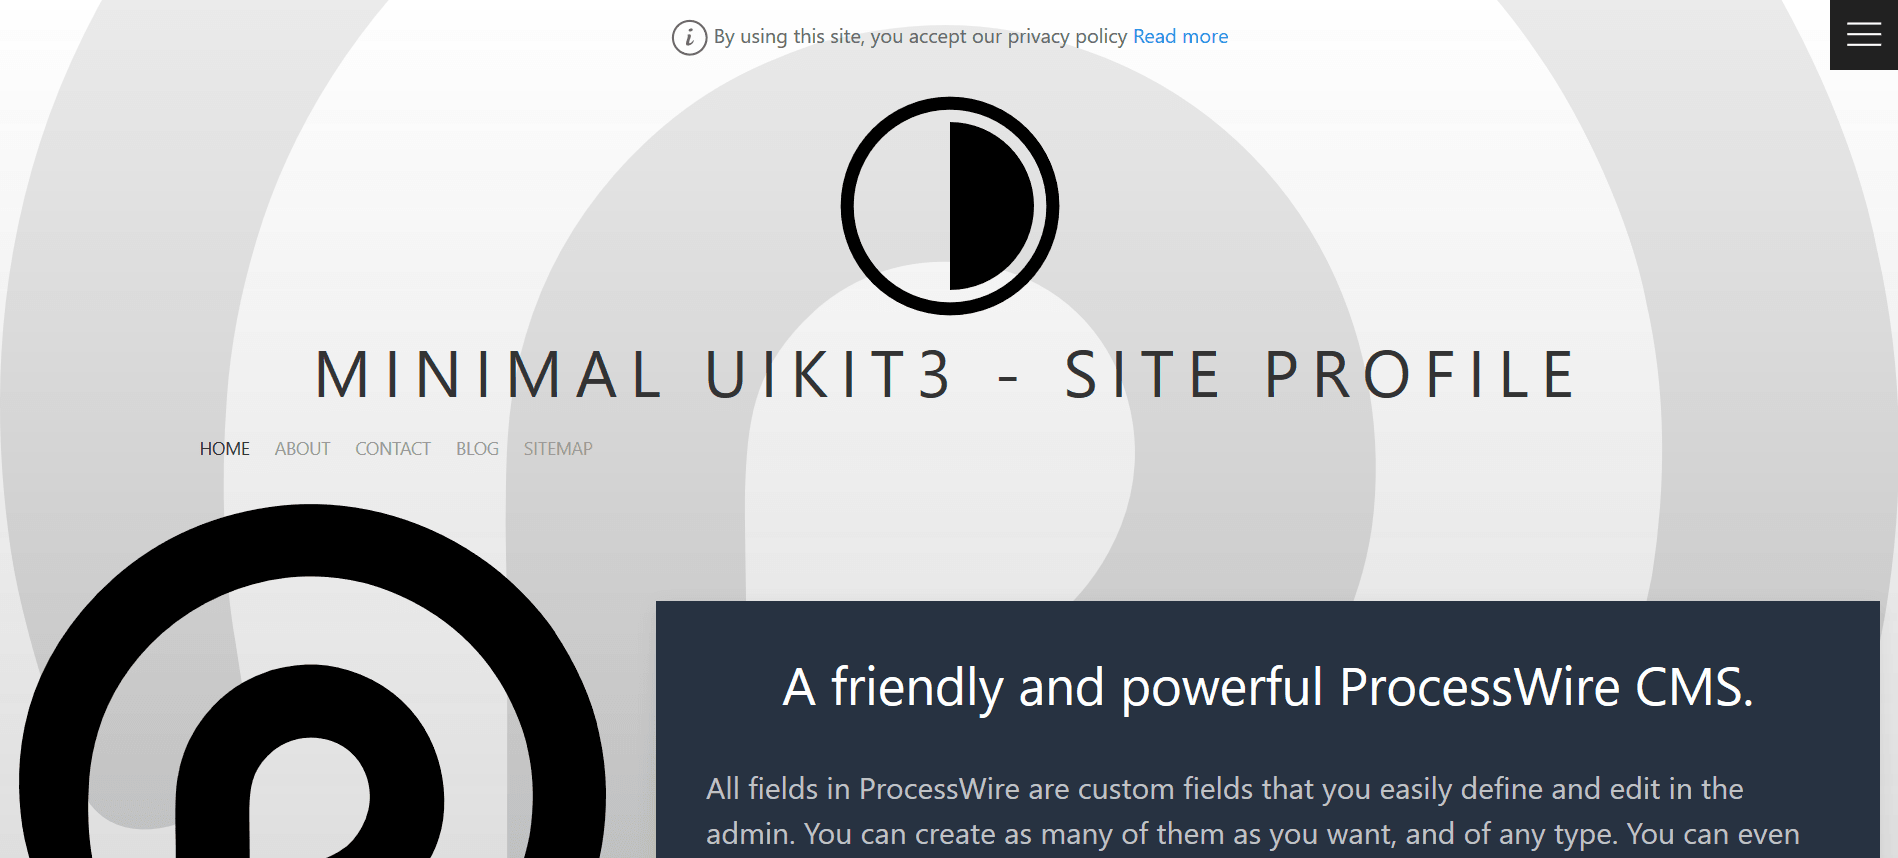 By using this site, you accept our privacy policy Read more
MINIMAL UIKIT3 - SITE PROFILE
HOME ABOUT CONTACT BLOG SITEMAP
A friendly and powerful ProcessWire CMS.
All fields in ProcessWire are custom fields that you easily define and edit in the
admin. You can create as many of them as you want, and of any type. You can even